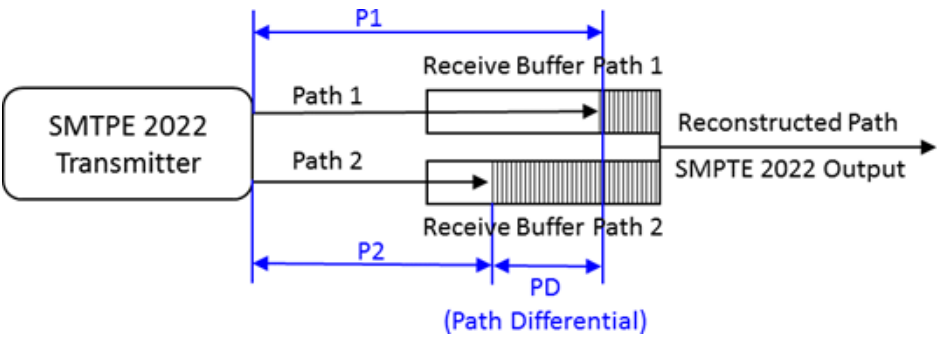 P1
Receive Buffer Path 1
Path 1
SMTPE 2022
Transmitter
Reconstructed Path
Path 2
SMPTE 2022 Output
Receive Buffer Path 2
P2
PD
(Path Differential)